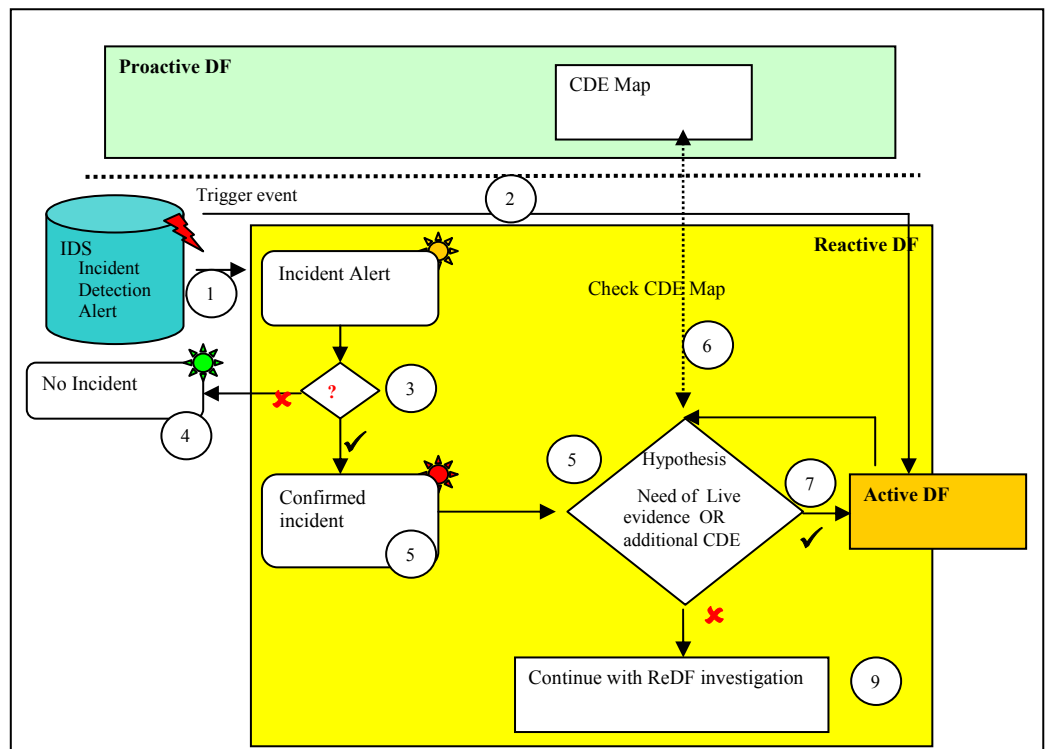 Proactive DF
CDE Map
Trigger event
2
IDS
Incident
Detection
Alert
1
Reactive DF
Incident Alert
Check CDE Map
6
No Incident
4
?
3
Confirmed
incident
5
5
Hypothesis
Need of Live
evidence OR
additional CDE
7
Active DF
Continue with ReDF investigation
9